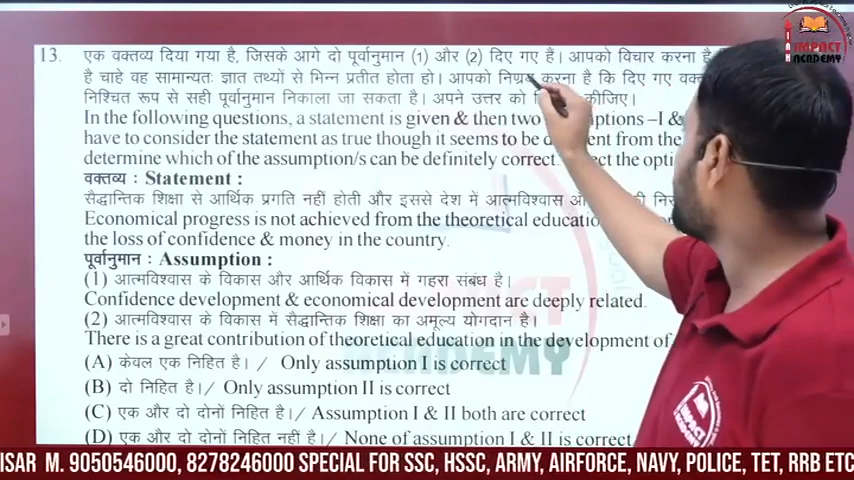 IMPACT
ACADEMY
13. एक वक्तव्य दिया गया है, जिसके आगे दो पूर्वानुमान (1) और (2) दिए गए हैं। आपको विचार करना है
है चाहे वह सामान्यतः ज्ञात तथ्यों से भिन्न प्रतीत होता हो। आपको निर्णय करना है कि दिए गए
निश्चित रूप से सही पूर्वानुमान निकाला जा सकता है। अपने उत्तर को कीजिए।
In the following questions, a statement is given & then two –I &
have to consider the statement as true though it seems to be from the
determine which of the assumption/s can be definitely correct. the
वक्तव्य : Statement :
सैद्धान्तिक शिक्षा से आर्थिक प्रगति नहीं होती और इससे देश में आत्मविश्वास
Economical progress is not achieved from the theoretical
the loss of confidence & money in the country.
पूर्वानुमान : Assumption :
(1) आत्मविश्वास के विकास और आर्थिक विकास में गहरा संबंध है।
Confidence development & economical development are deeply related.
(2) आत्मविश्वास के विकास में सैद्धान्तिक शिक्षा का अमूल्य योगदान है।
There is a great contribution of theoretical education in the development of
(A) केवल एक निहित है। / Only assumption I is correct
(B) दो निहित है। / Only assumption II is correct
(C) एक और दो दोनों निहित है। / Assumption I & II both are correct
(D) एक और दो दोनों निहित नहीं है। / None of assumption I & II is correct
IMPACT
ACADEMY
ISAR M. 9050546000, 8278246000 SPECIAL FOR SSC, HSSC, ARMY, AIRFORCE, NAVY, POLICE, TET, RRB ETC